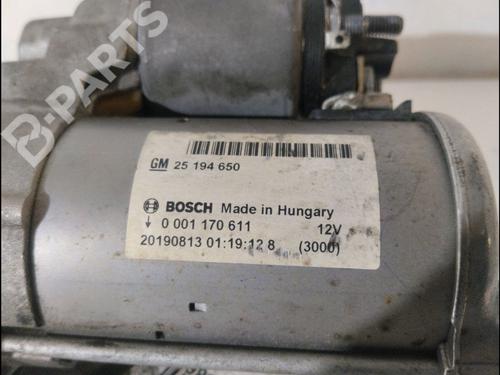 B-PARTS
GM 25 194 650
BOSCH Made in Hungary
0 001 170 611 12V
20190813 01:19:12 8 (3000)